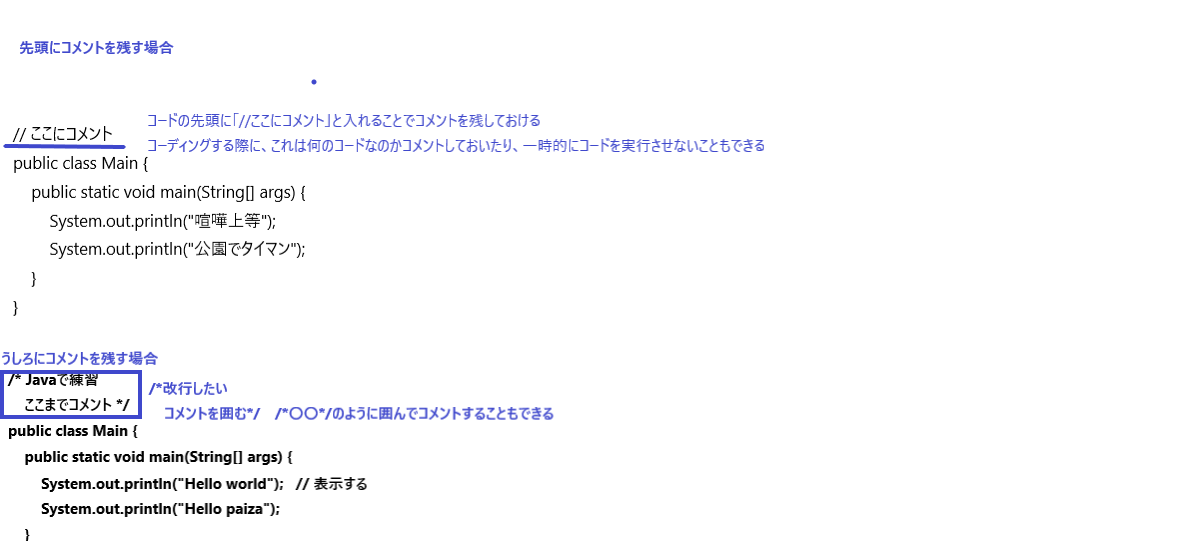 先頭にコメントを残す場合
コードの先頭に「//ここにコメント」と入れることでコメントを残しておける
// ここにコメント
コーディングする際に、これは何のコードなのかコメントしておいたり、一時的にコードを実行させないこともできる
public class Main {
public static void main(String[] args) {
System.out.println("喧嘩上等");
System.out.println("公園でタイマン");
}
}
うしろにコメントを残す場合
/* Javaで練習
/*改行したい
ここまでコメント */
コメントを囲む*/ /*〇〇*/のように囲んでコメントすることもできる
public class Main {
public static void main(String[] args) {
System.out.println("Hello world"); // 表示する
System.out.println("Hello paiza");
}